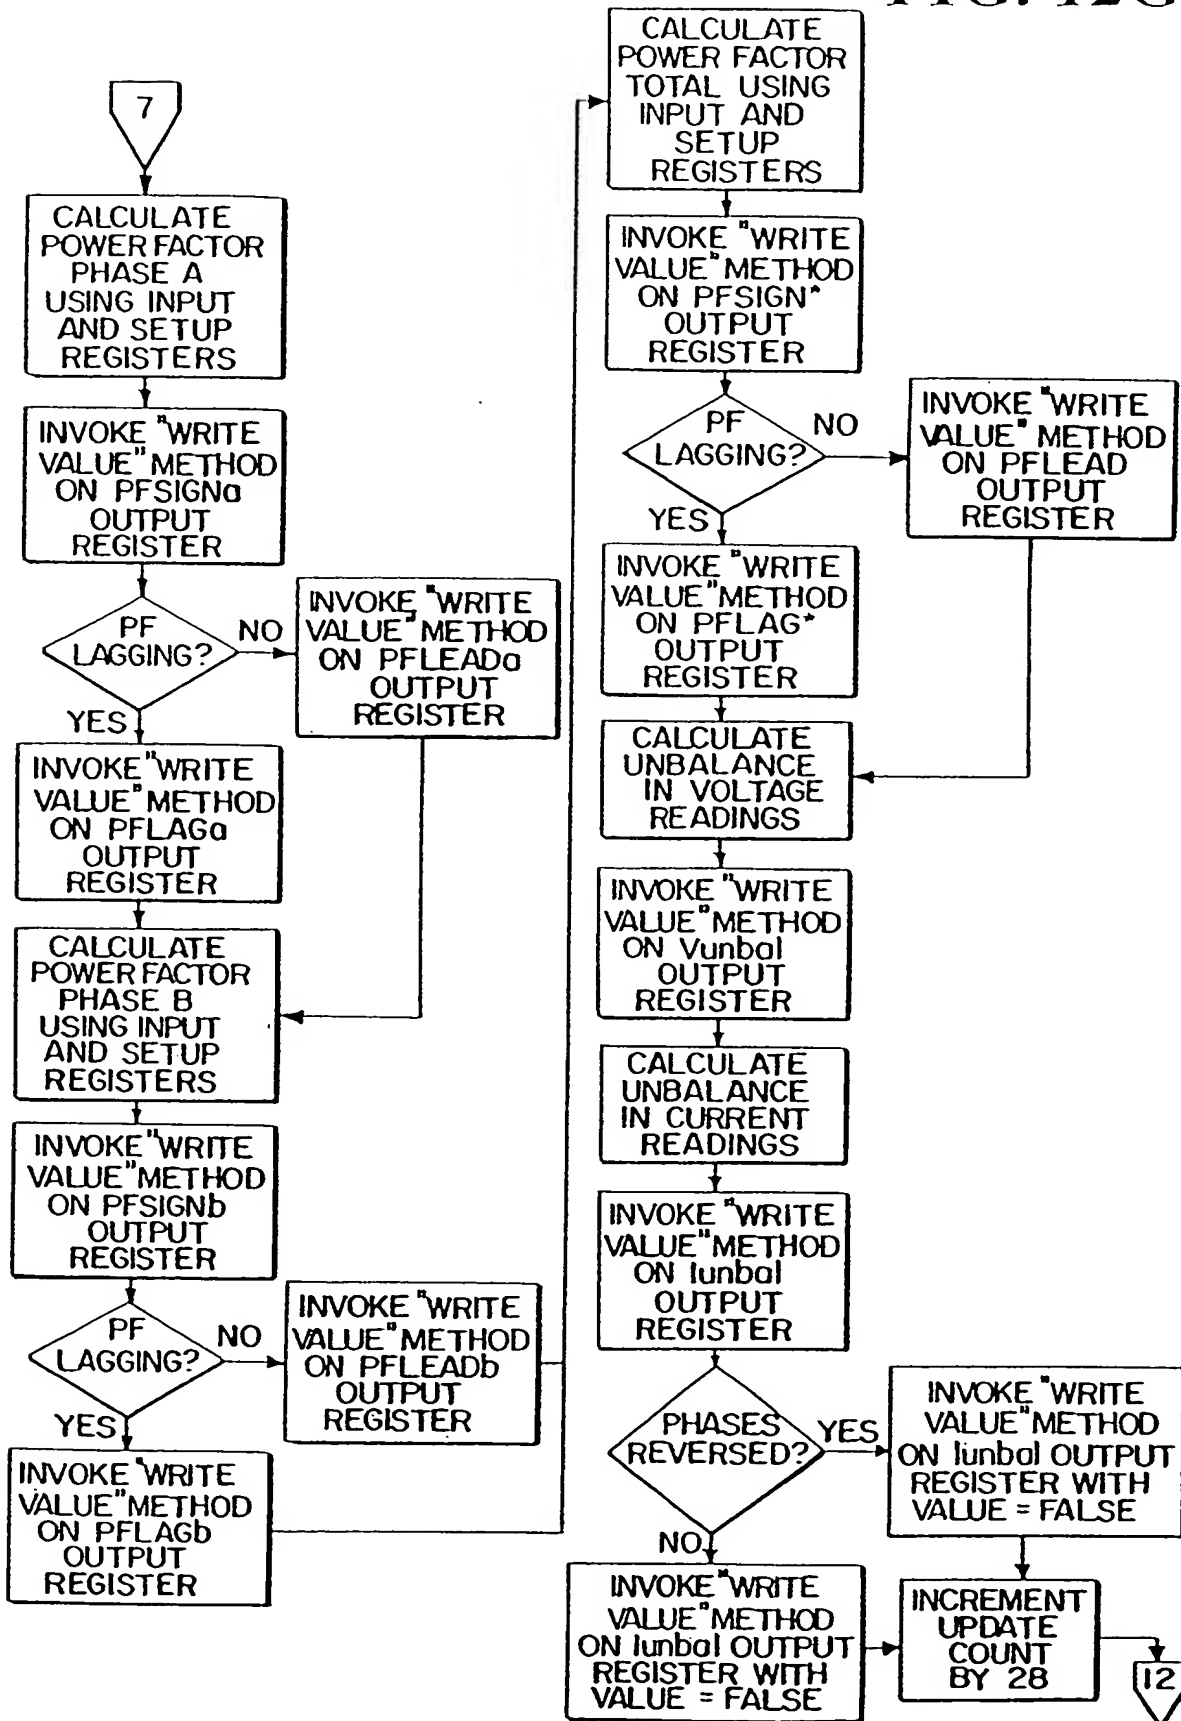 FIG. 12G
7
CALCULATE
POWER FACTOR
PHASE A
USING INPUT
AND SETUP
REGISTERS
INVOKE "WRITE
VALUE" METHOD
ON PFSIGNa
OUTPUT
REGISTER
PF
LAGGING?
NO
YES
INVOKE "WRITE
VALUE" METHOD
ON PFLEADa
OUTPUT
REGISTER
INVOKE "WRITE
VALUE" METHOD
ON PFLAGa
OUTPUT
REGISTER
CALCULATE
POWER FACTOR
PHASE B
USING INPUT
AND SETUP
REGISTERS
INVOKE "WRITE
VALUE" METHOD
ON PFSIGNb
OUTPUT
REGISTER
PF
LAGGING?
NO
YES
INVOKE "WRITE
VALUE" METHOD
ON PFLEADb
OUTPUT
REGISTER
INVOKE "WRITE
VALUE" METHOD
ON PFLAGb
OUTPUT
REGISTER
CALCULATE
POWER FACTOR
TOTAL USING
INPUT AND
SETUP
REGISTERS
INVOKE "WRITE
VALUE" METHOD
ON PFSIGN*
OUTPUT
REGISTER
PF
LAGGING?
NO
YES
INVOKE "WRITE
VALUE" METHOD
ON PFLEAD
OUTPUT
REGISTER
INVOKE "WRITE
VALUE" METHOD
ON PFLAG*
OUTPUT
REGISTER
CALCULATE
UNBALANCE
IN VOLTAGE
READINGS
INVOKE "WRITE
VALUE" METHOD
ON Vunbal
OUTPUT
REGISTER
CALCULATE
UNBALANCE
IN CURRENT
READINGS
INVOKE "WRITE
VALUE" METHOD
ON Iunbal
OUTPUT
REGISTER
PHASES
REVERSED?
YES
NO
INVOKE "WRITE
VALUE" METHOD
ON Iunbal OUTPUT
REGISTER WITH
VALUE = FALSE
INVOKE "WRITE
VALUE" METHOD
ON Iunbal OUTPUT
REGISTER WITH
VALUE = FALSE
INCREMENT
UPDATE
COUNT
BY 28
12